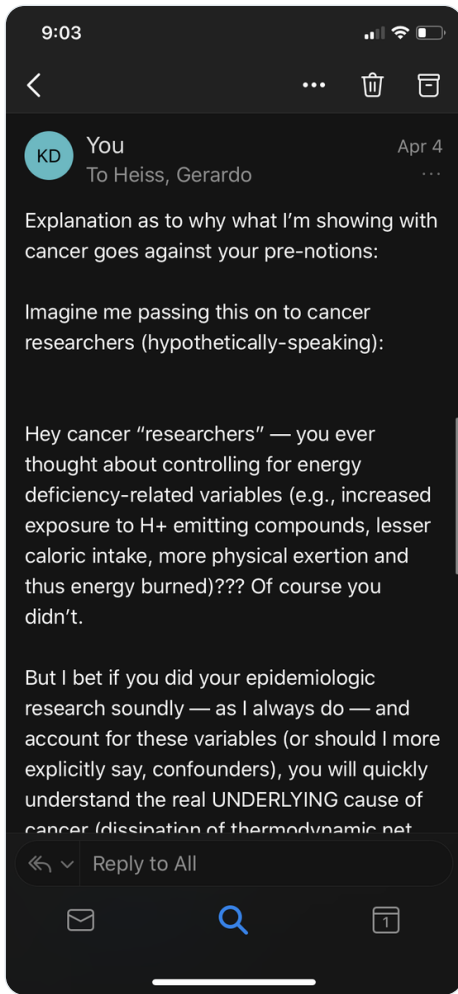 9:03
KD
You
Apr 4
To Heiss, Gerardo
Explanation as to why what I’m showing with
cancer goes against your pre-notions:
Imagine me passing this on to cancer
researchers (hypothetically-speaking):
Hey cancer “researchers” — you ever
thought about controlling for energy
deficiency-related variables (e.g., increased
exposure to H+ emitting compounds, lesser
caloric intake, more physical exertion and
thus energy burned)??? Of course you
didn’t.
But I bet if you did your epidemiologic
research soundly — as I always do — and
account for these variables (or should I more
explicitly say, confounders), you will quickly
understand the real UNDERLYING cause of
cancer (dissipation of thermodynamic net
Reply to All
1